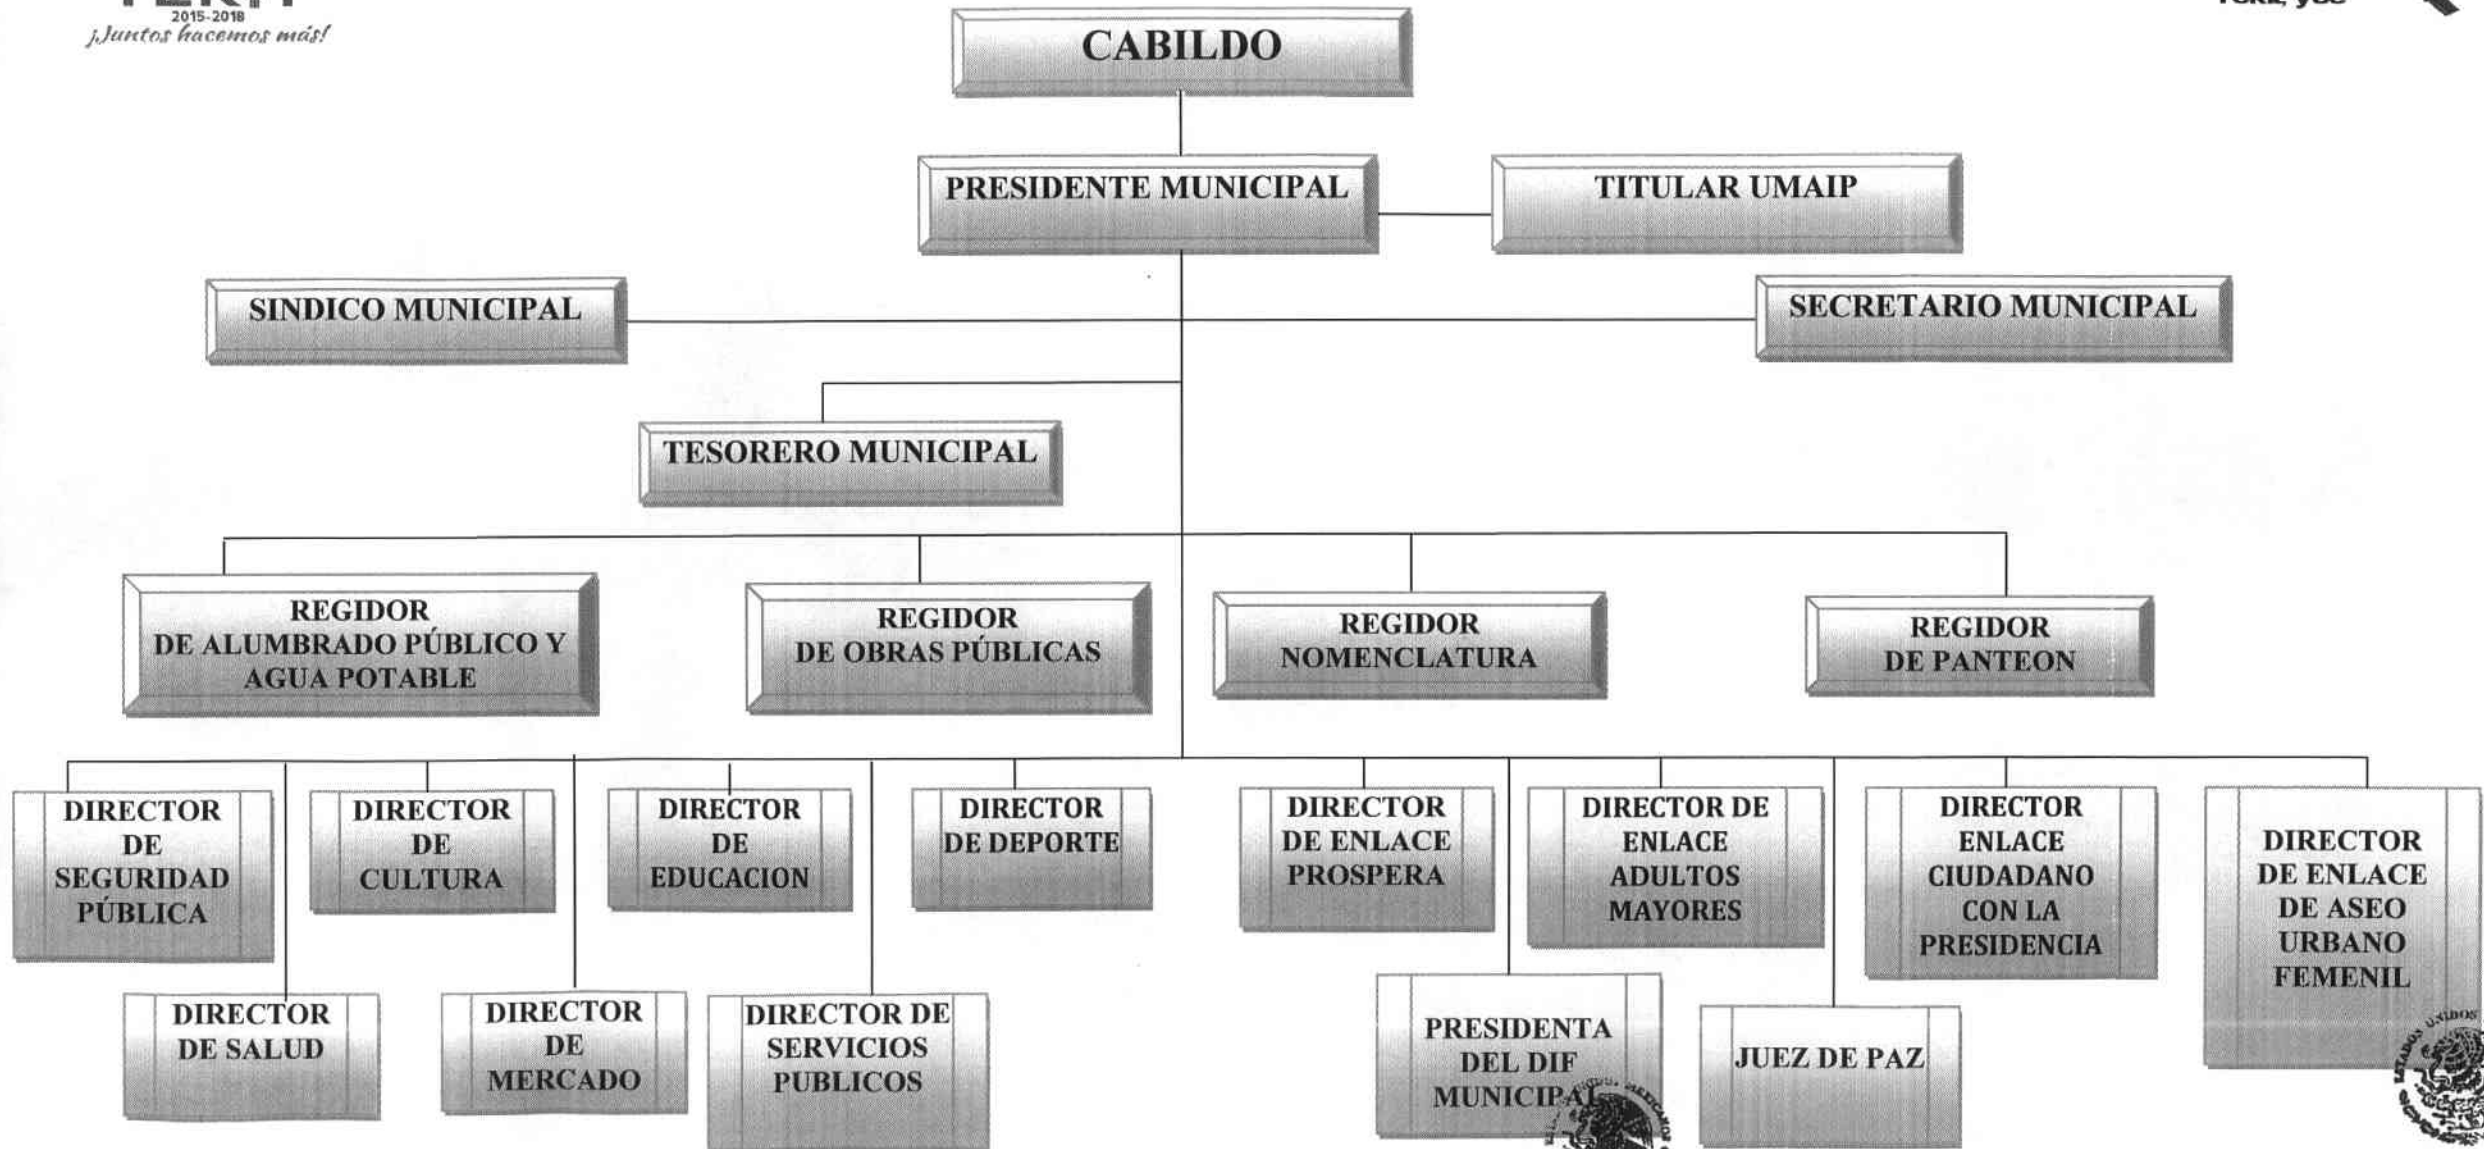 2015-2018
¡Juntos hacemos más!
CABILDO
PRESIDENTE MUNICIPAL
TITULAR UMAIP
SINDICO MUNICIPAL
SECRETARIO MUNICIPAL
TESORERO MUNICIPAL
REGIDOR
DE ALUMBRADO PÚBLICO Y
AGUA POTABLE
REGIDOR
DE OBRAS PÚBLICAS
REGIDOR
NOMENCLATURA
REGIDOR
DE PANTEON
DIRECTOR
DE
SEGURIDAD
PÚBLICA
DIRECTOR
DE
CULTURA
DIRECTOR
DE
EDUCACION
DIRECTOR
DE DEPORTE
DIRECTOR
DE ENLACE
PROSPERA
DIRECTOR DE
ENLACE
ADULTOS
MAYORES
DIRECTOR
ENLACE
CIUDADANO
CON LA
PRESIDENCIA
DIRECTOR
DE ENLACE
DE ASEO
URBANO
FEMENIL
DIRECTOR
DE SALUD
DIRECTOR
DE
MERCADO
DIRECTOR DE
SERVICIOS
PUBLICOS
PRESIDENTA
DEL DIF
MUNICIPAL
JUEZ DE PAZ
ESTADOS UNIDOS